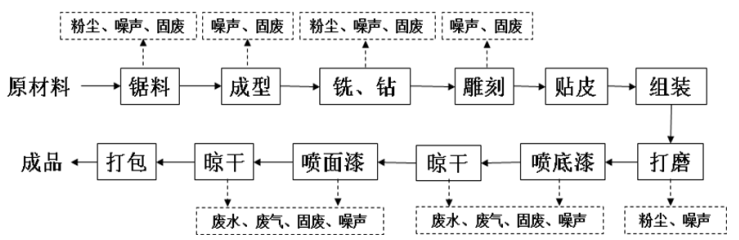 粉尘、噪声、固废 噪声、固废 粉尘、噪声、固废 噪声、固废
原材料 锯料 成型 铣、钻 雕刻 贴皮 组装
成品 打包 晾干 喷面漆 晾干 喷底漆 打磨
废水、废气、固废、噪声 废水、废气、固废、噪声 粉尘、噪声